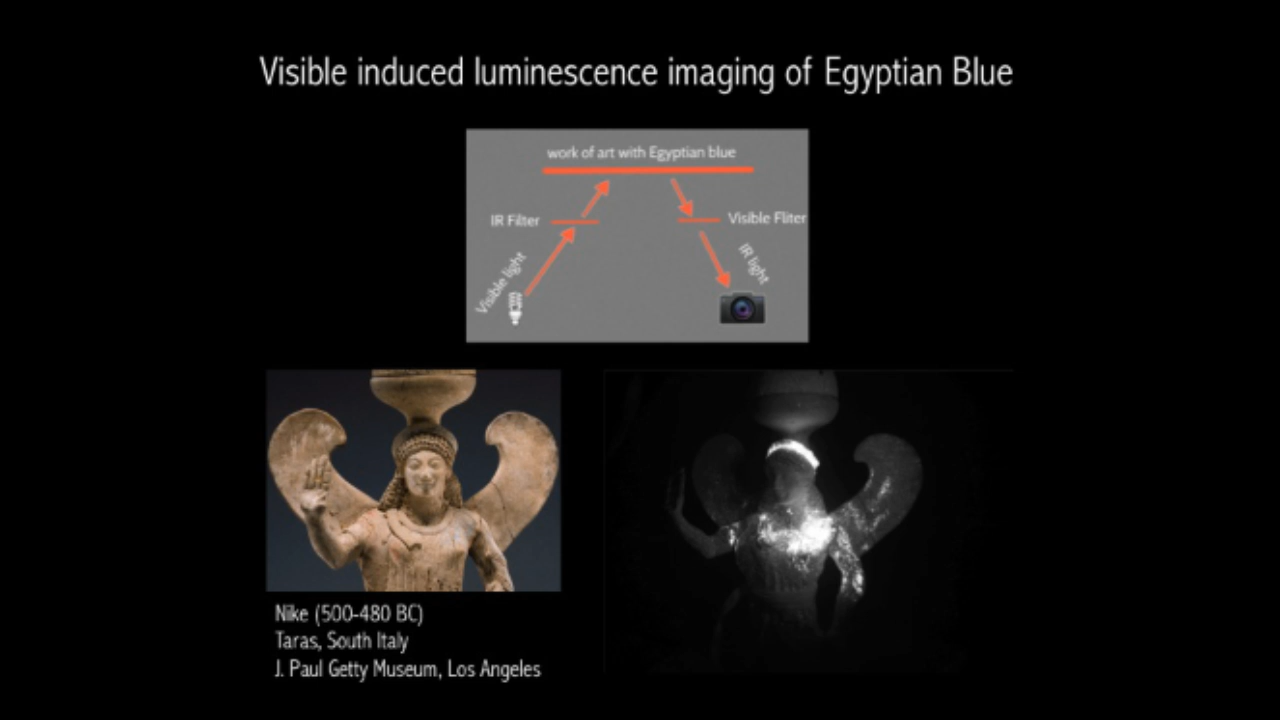 Visible induced luminescence imaging of Egyptian Blue
work of art with Egyptian blue
IR Filter
Visible Fliter
Visible light
IR light
Nike (500-480 BC)
Taras, South Italy
J. Paul Getty Museum, Los Angeles